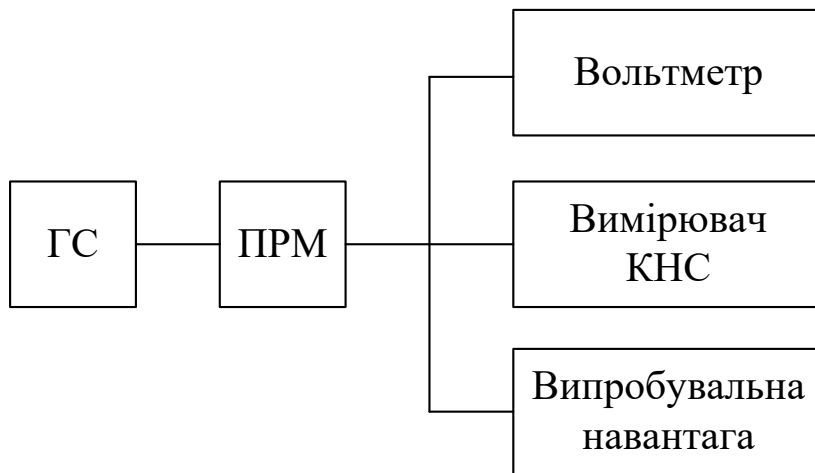 Вольтметр
ГС
ПРМ
Вимірювач
КНС
Випробувальна
навантага